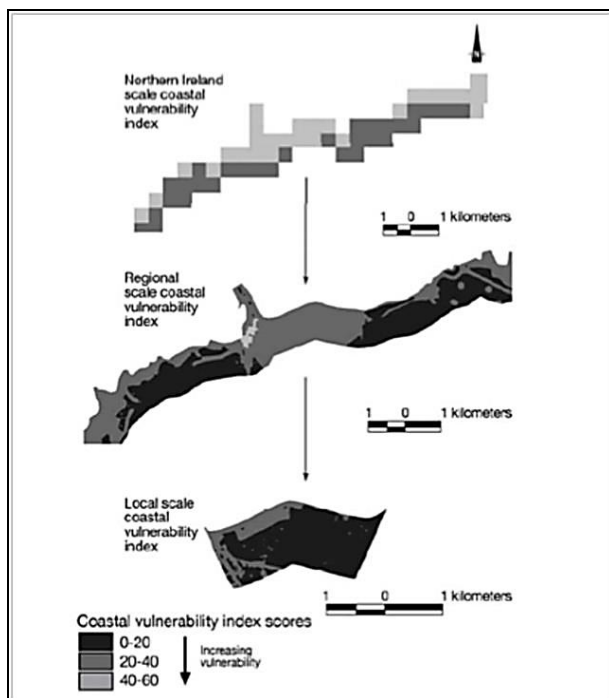 N
Northern Ireland
scale coastal
vulnerability
index
1 0 1 kilometers
Regional
scale coastal
vulnerability
index
1 0 1 kilometers
Local scale
coastal
vulnerability
index
1 0 1 kilometers
Coastal vulnerability index scores
0-20
20-40
40-60
Increasing
vulnerability